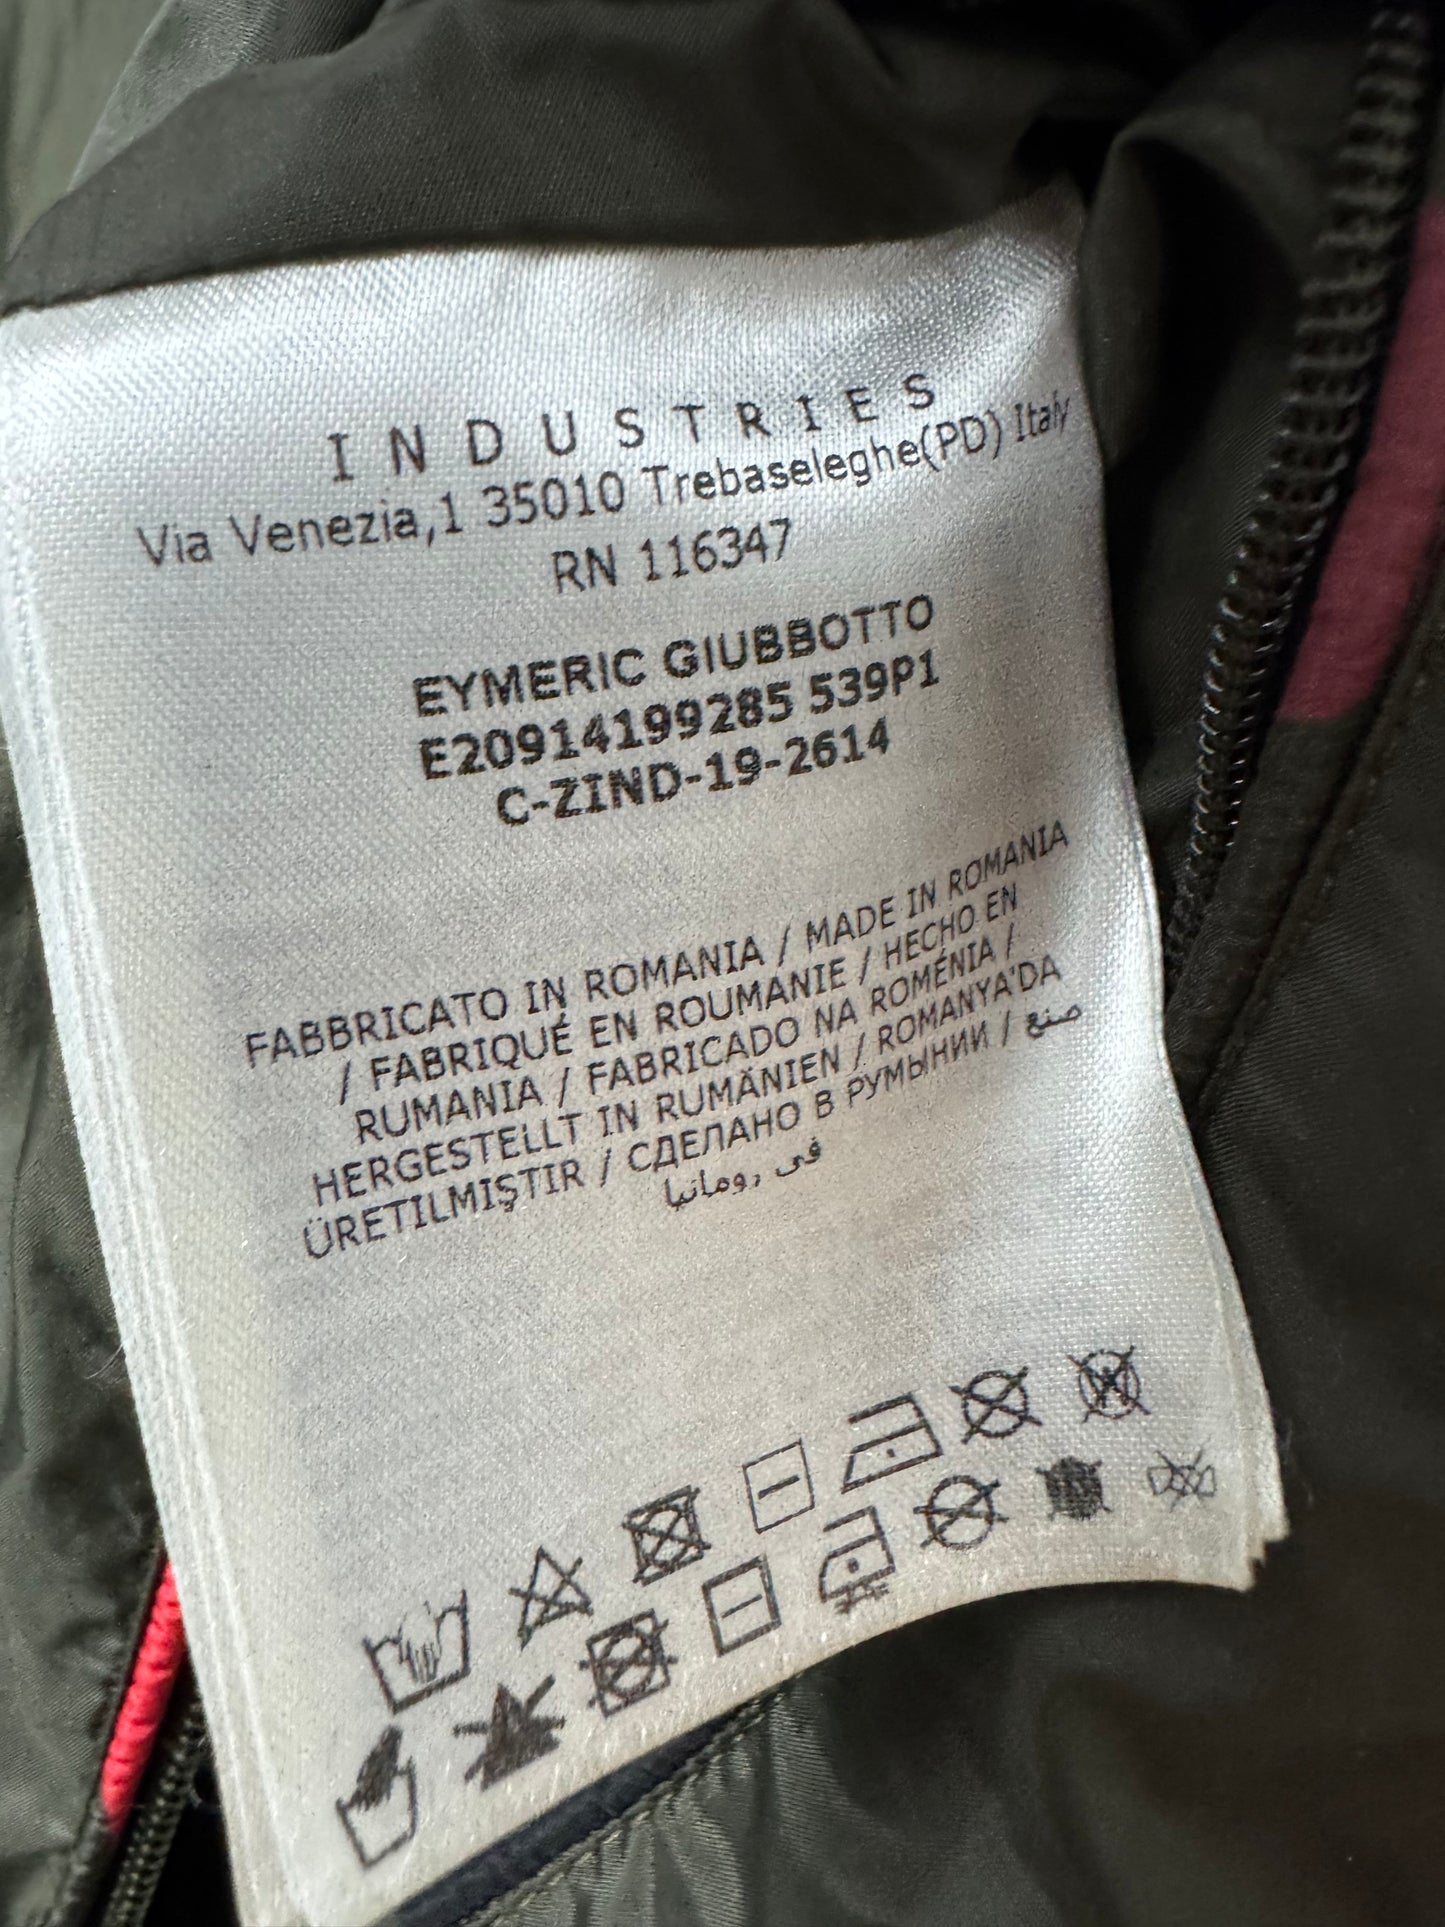 INDUSTRIES
Via Venezia,1 35010 Trebaseleghe(PD) Italy
RN 116347
EYMERIC GIUBBOTTO
E20914199285 539P1
C-ZIND-19-2614
FABBRICATO IN ROMANIA / MADE IN ROMANIA
/ FABRIQUÉ EN ROUMANIE / HECHO EN
RUMANIA / FABRICADO NA ROMÉNIA /
HERGESTELLT IN RUMÄNIEN / ROMANYA'DA
ÜRETILMIŞTIR / СДЕЛАНО В РУМЫНИИ / صنع
في رومانيا